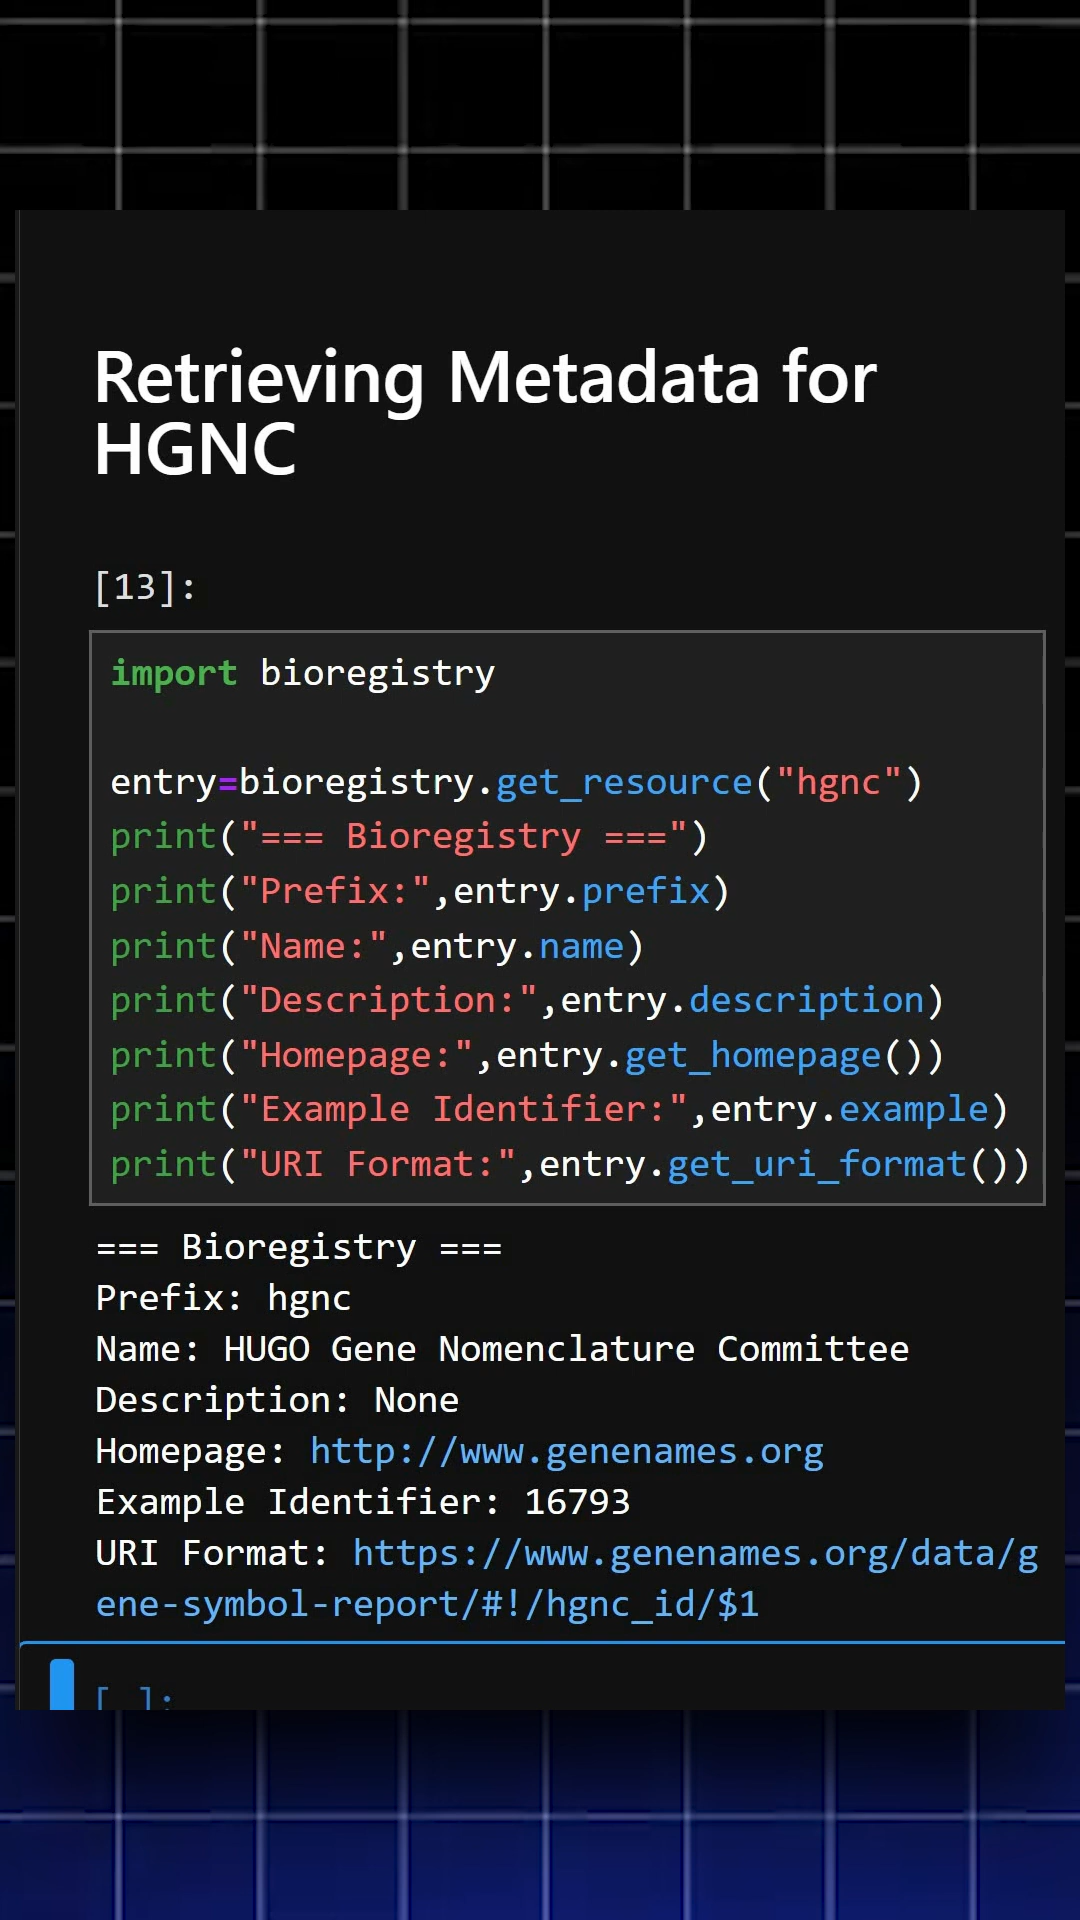 Retrieving Metadata for
HGNC
[13]:
import bioregistry
entry=bioregistry.get_resource("hgnc")
print("=== Bioregistry ===")
print("Prefix:",entry.prefix)
print("Name:",entry.name)
print("Description:",entry.description)
print("Homepage:",entry.get_homepage())
print("Example Identifier:",entry.example)
print("URI Format:",entry.get_uri_format())
=== Bioregistry ===
Prefix: hgnc
Name: HUGO Gene Nomenclature Committee
Description: None
Homepage: http://www.genenames.org
Example Identifier: 16793
URI Format: https://www.genenames.org/data/g
ene-symbol-report/#!/hgnc_id/$1
[ ]: